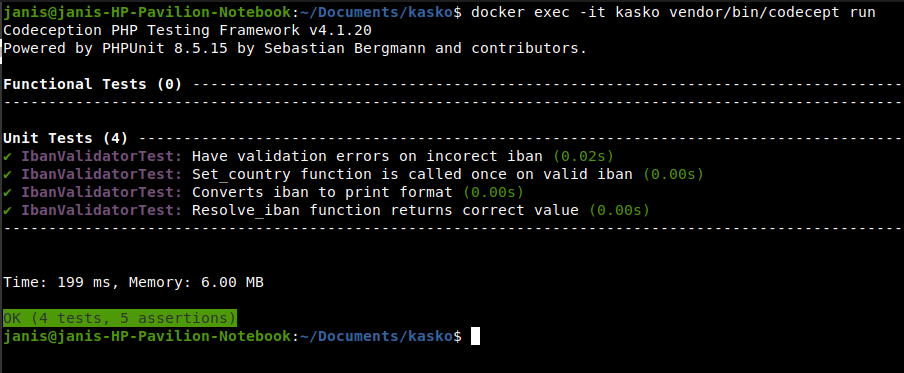 janis@janis-HP-Pavilion-Notebook:~/Documents/kasko$ docker exec -it kasko vendor/bin/codecept run
Codeception PHP Testing Framework v4.1.20
Powered by PHPUnit 8.5.15 by Sebastian Bergmann and contributors.
Functional Tests (0) --------------------------------------------------------------------------------
----------------------------------------------------------------------------------------------------
Unit Tests (4) -------------------------------------------------------------------------------------
✔ IbanValidatorTest: Have validation errors on incorect iban (0.02s)
✔ IbanValidatorTest: Set_country function is called once on valid iban (0.00s)
✔ IbanValidatorTest: Converts iban to print format (0.00s)
✔ IbanValidatorTest: Resolve_iban function returns correct value (0.00s)
----------------------------------------------------------------------------------------------------
Time: 199 ms, Memory: 6.00 MB
OK (4 tests, 5 assertions)
janis@janis-HP-Pavilion-Notebook:~/Documents/kasko$